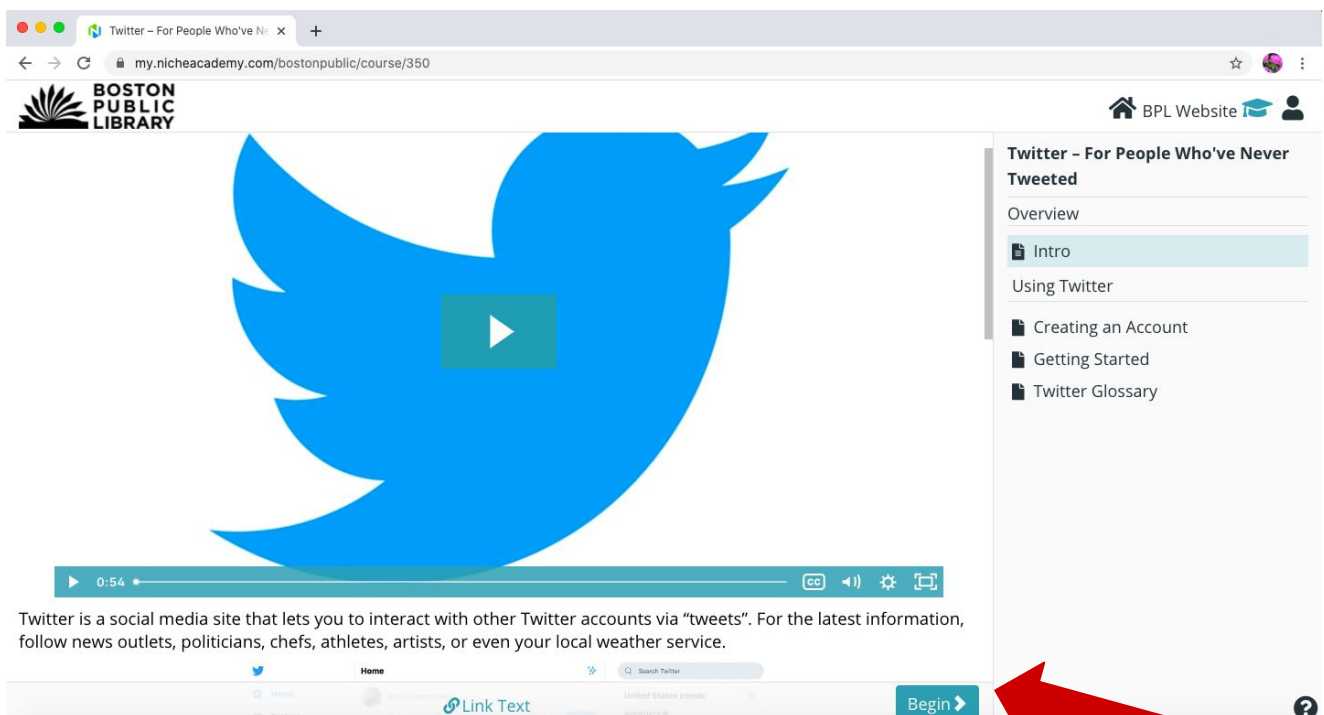 Twitter – For People Who've Ne
my.nicheacademy.com/bostonpublic/course/350
BOSTON
PUBLIC
LIBRARY
BPL Website
Twitter – For People Who've Never
Tweeted
Overview
Intro
Using Twitter
Creating an Account
Getting Started
Twitter Glossary
0:54
CC
Twitter is a social media site that lets you to interact with other Twitter accounts via “tweets”. For the latest information,
follow news outlets, politicians, chefs, athletes, artists, or even your local weather service.
Home
Search Twitter
Home
United States trends
Link Text
Begin